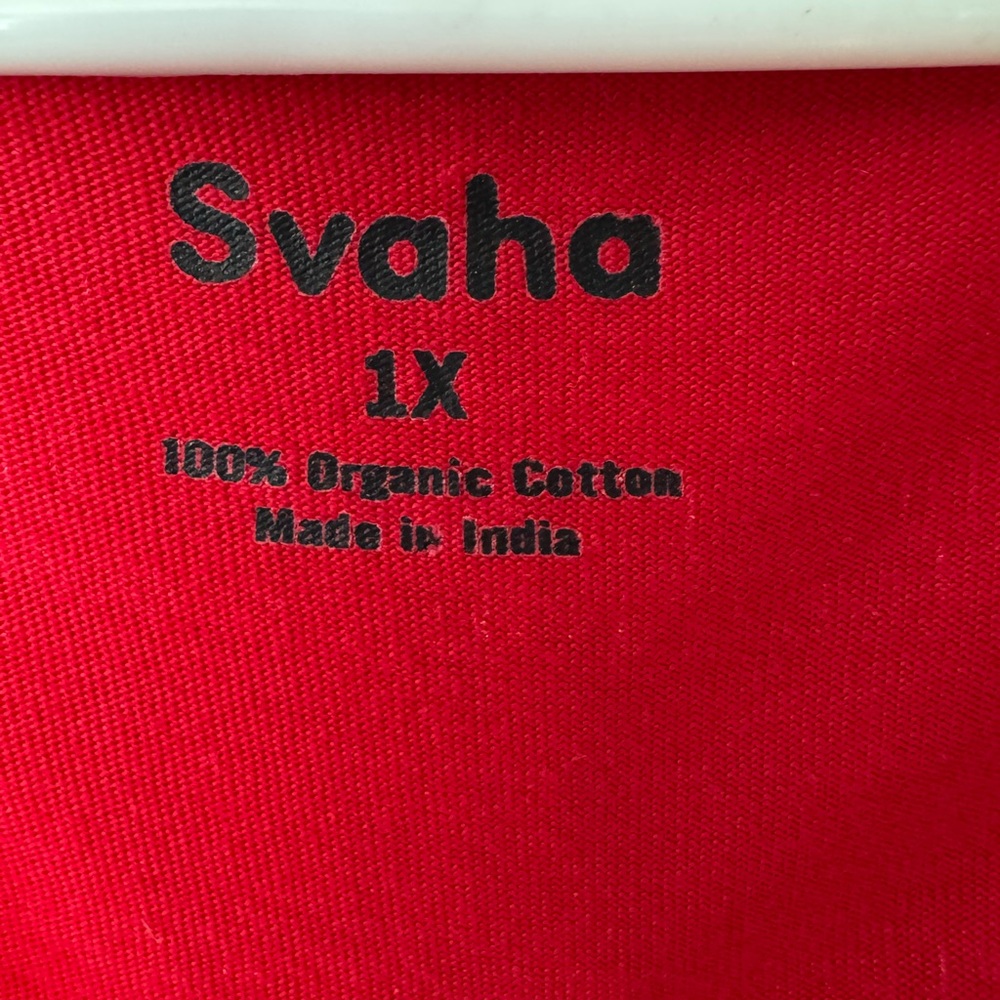 Svaha
1X
100% Organic Cotton
Made in India